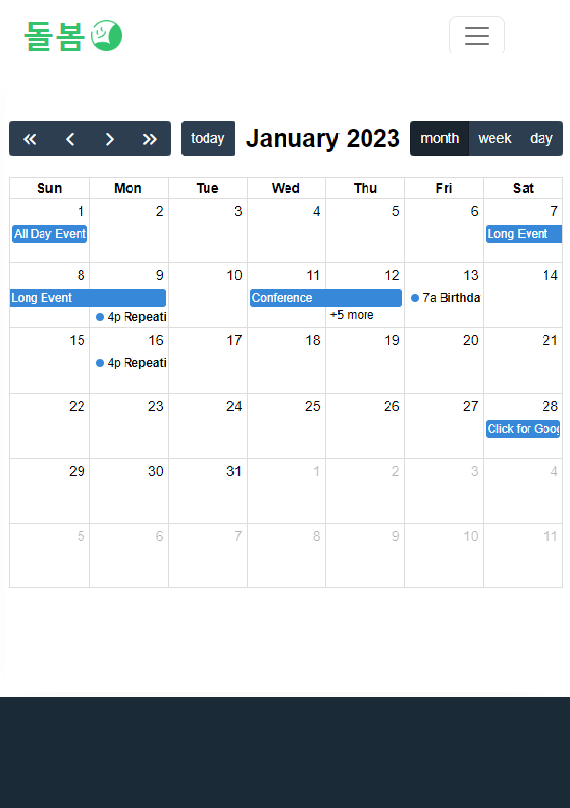 돌봄
today January 2023 month week day
Sun Mon Tue Wed Thu Fri Sat
1 2 3 4 5 6 7
All Day Event Long Event
8 9 10 11 12 13 14
Long Event Conference 7a Birthda
4p Repeati +5 more
15 16 17 18 19 20 21
4p Repeati
22 23 24 25 26 27 28
Click for Goog
29 30 31 1 2 3 4
5 6 7 8 9 10 11